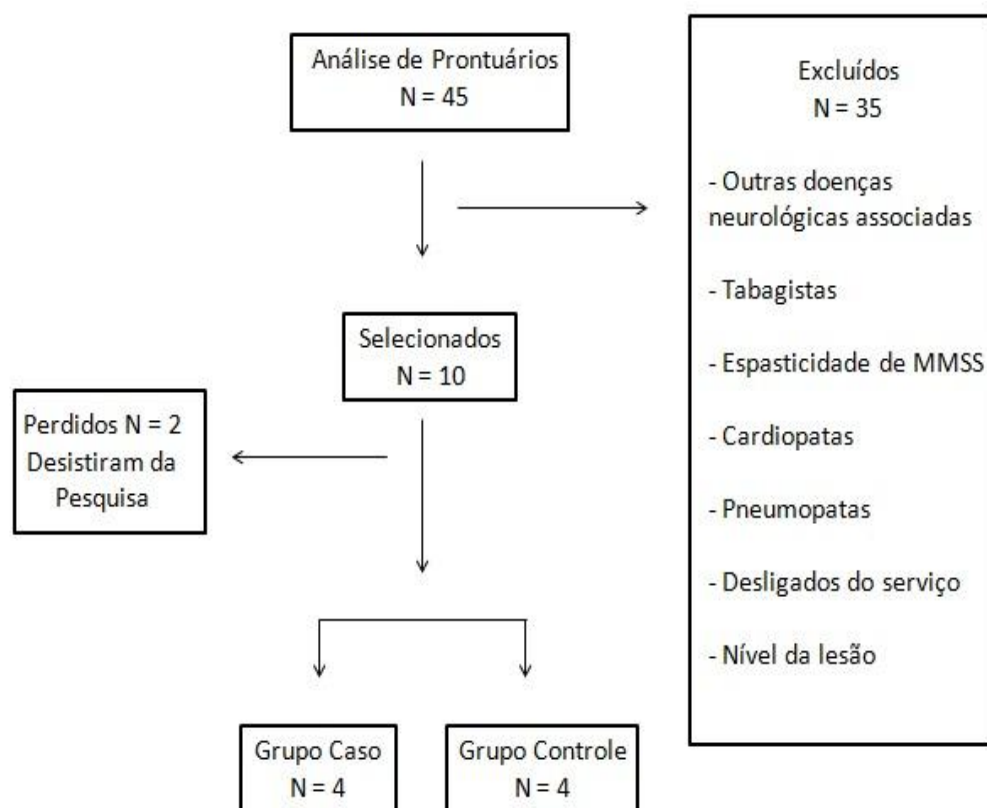 Análise de Prontuários
N = 45
Excluídos
N = 35
- Outras doenças
neurológicas associadas
- Tabagistas
- Espasticidade de MMSS
- Cardiopatas
- Pneumopatas
- Desligados do serviço
- Nível da lesão
Selecionados
N = 10
Perdidos N = 2
Desistiram da
Pesquisa
Grupo Caso
N = 4
Grupo Controle
N = 4